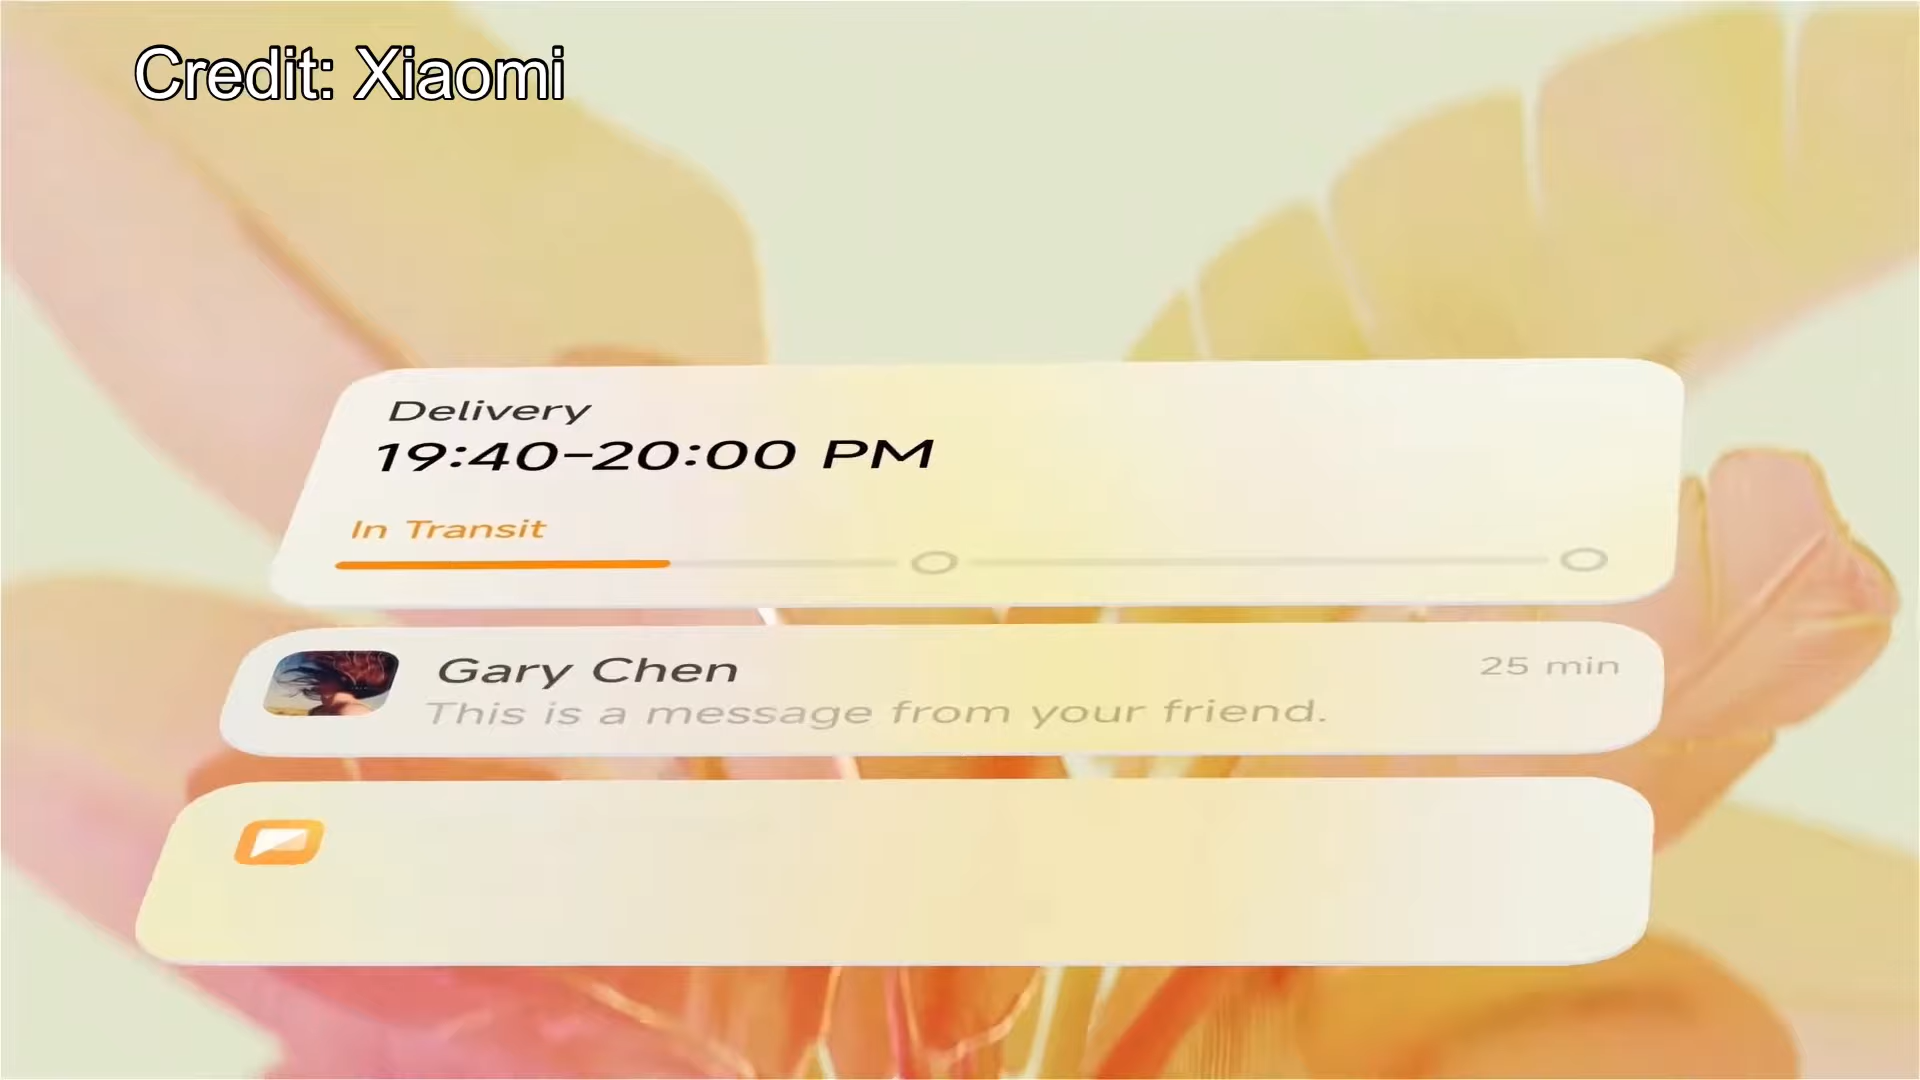 Credit: Xiaomi
Delivery
19:40-20:00 PM
In Transit
Gary Chen
25 min
This is a message from your friend.